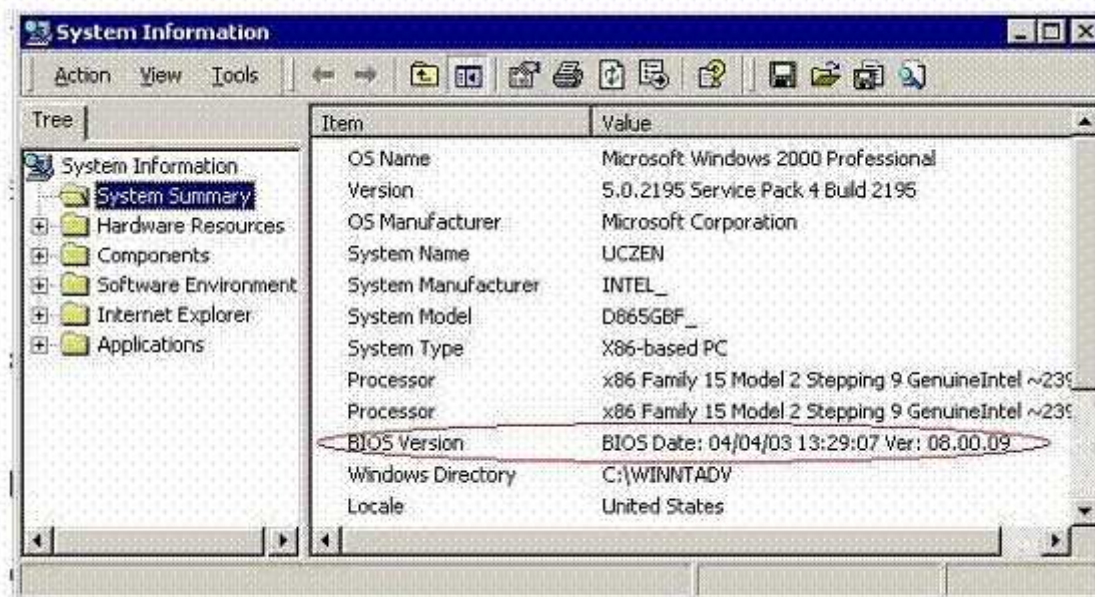 System Information
Action View Tools
Tree
System Information
System Summary
Hardware Resources
Components
Software Environment
Internet Explorer
Applications
Item Value
OS Name Microsoft Windows 2000 Professional
Version 5.0.2195 Service Pack 4 Build 2195
OS Manufacturer Microsoft Corporation
System Name UCZEN
System Manufacturer INTEL_
System Model D865GBF_
System Type X86-based PC
Processor x86 Family 15 Model 2 Stepping 9 GenuineIntel ~239
Processor x86 Family 15 Model 2 Stepping 9 GenuineIntel ~239
BIOS Version BIOS Date: 04/04/03 13:29:07 Ver: 08.00.09
Windows Directory C:\WINNTADV
Locale United States